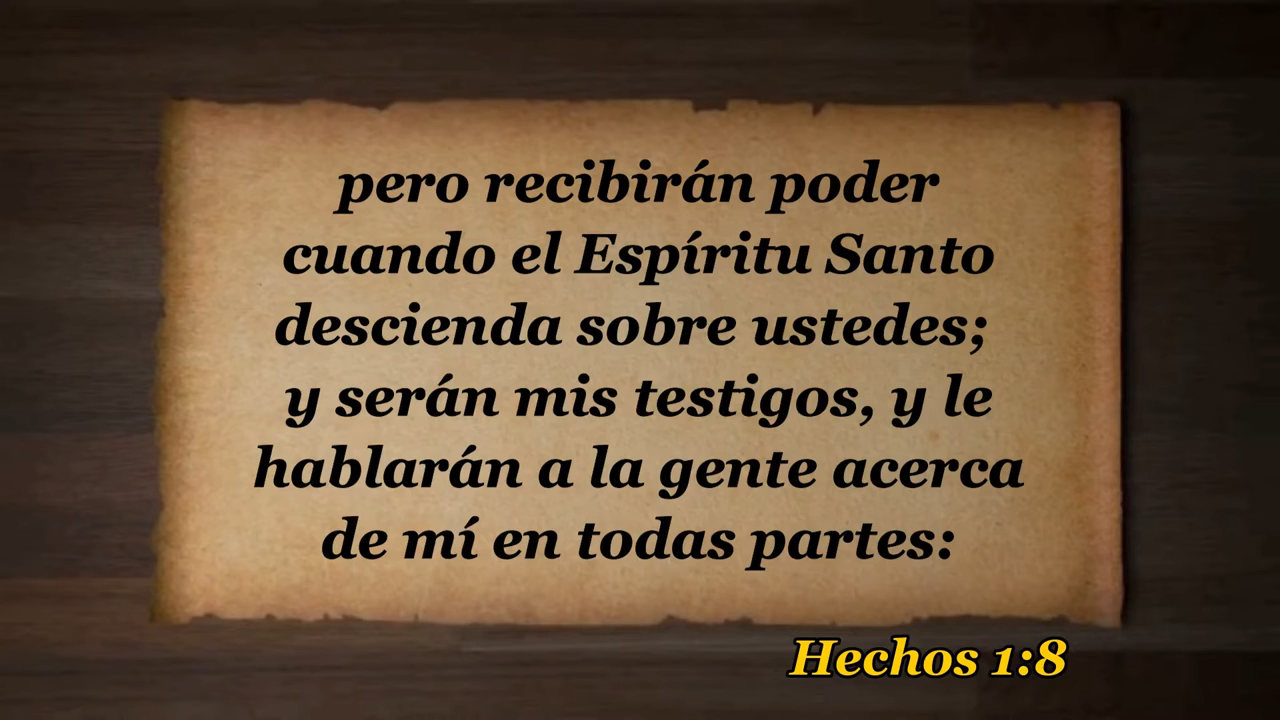 pero recibirán poder
cuando el Espíritu Santo
descienda sobre ustedes;
y serán mis testigos, y le
hablarán a la gente acerca
de mí en todas partes:
Hechos 1:8